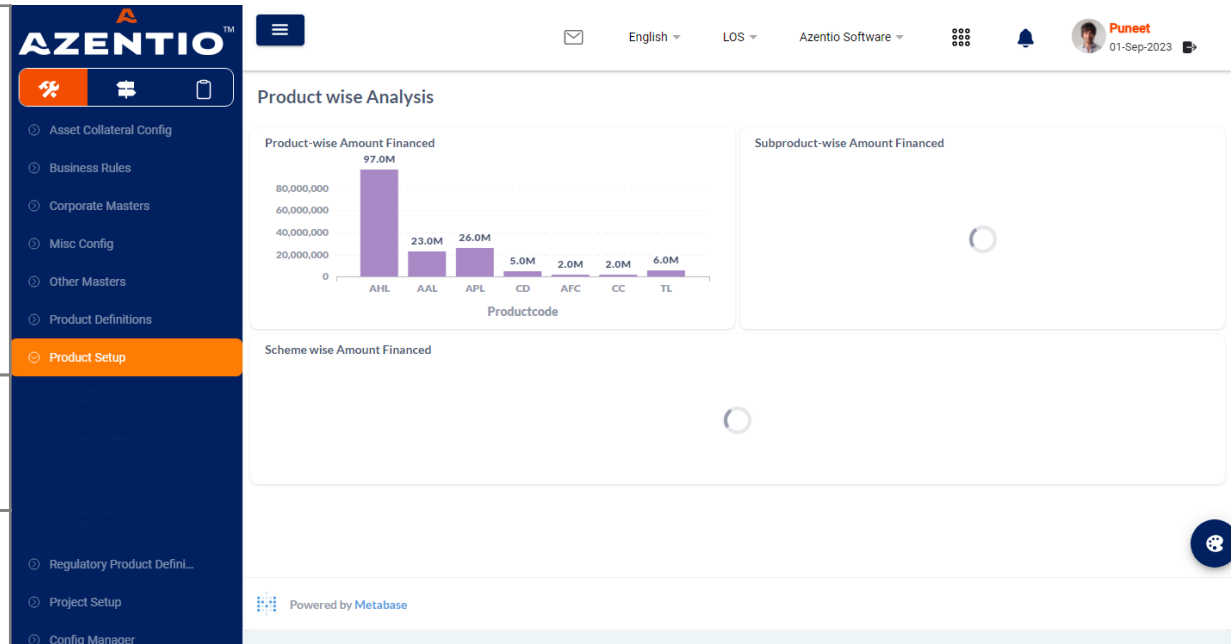 AZENTIO™
English
LOS
Azentio Software
Puneet
01-Sep-2023
Asset Collateral Config
Business Rules
Corporate Masters
Misc Config
Other Masters
Product Definitions
Product Setup
Regulatory Product Defini...
Project Setup
Config Manager
Product wise Analysis
Product-wise Amount Financed
97.0M
80,000,000
60,000,000
40,000,000
20,000,000
0
23.0M
26.0M
5.0M
2.0M
2.0M
6.0M
AHL AAL APL CD AFC CC TL
Productcode
Subproduct-wise Amount Financed
Scheme wise Amount Financed
Powered by Metabase